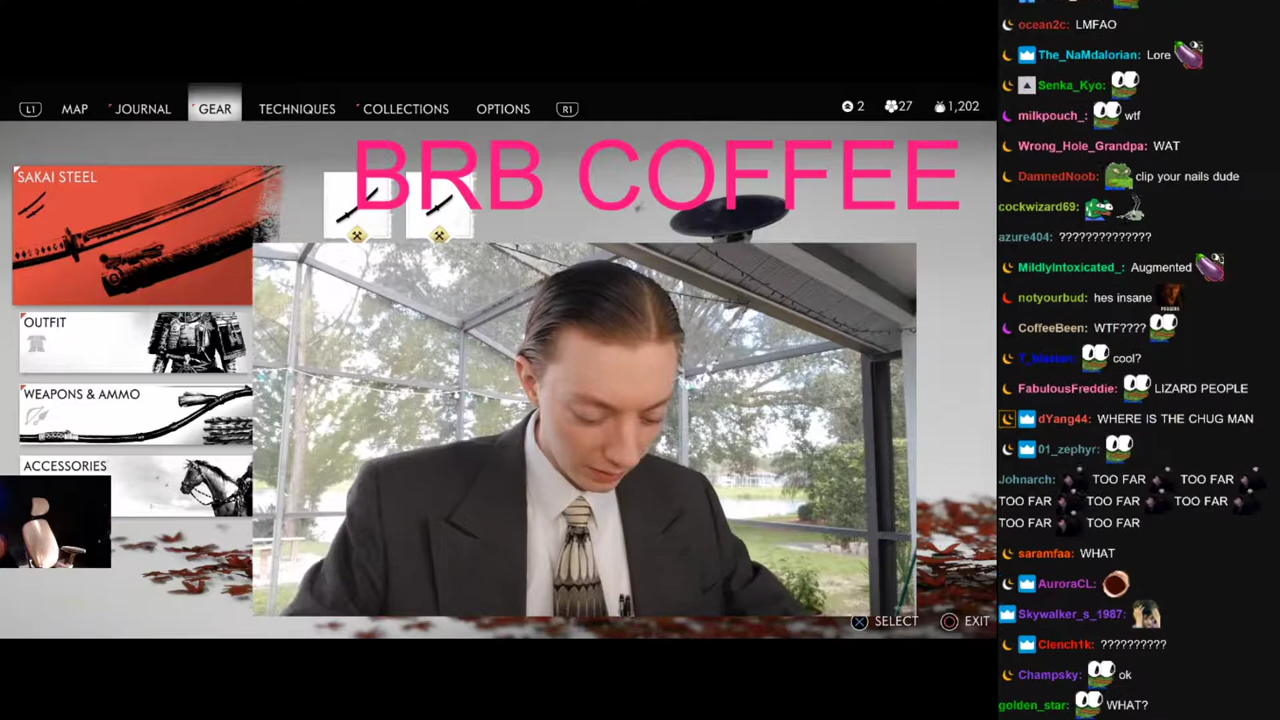 L1 MAP JOURNAL GEAR TECHNIQUES COLLECTIONS OPTIONS R1 2 27 1,202
BRB COFFEE
SAKAI STEEL
OUTFIT
WEAPONS & AMMO
ACCESSORIES
SELECT EXIT
ocean2c: LMFAO
The_NaMdalorian: Lore
Senka_Kyo:
milkpouch_: wtf
Wrong_Hole_Grandpa: WAT
DamnedNoob: clip your nails dude
cockwizard69:
azure404: ??????????????
MildlyIntoxicated_: Augmented
notyourbud: hes insane
CoffeeBeen: WTF????
cool?
FabulousFreddie: LIZARD PEOPLE
dYang44: WHERE IS THE CHUG MAN
01_zephyr:
Johnarch: TOO FAR TOO FAR
TOO FAR TOO FAR TOO FAR
TOO FAR TOO FAR
saramfaa: WHAT
AuroraCL:
Skywalker_s_1987:
Clench1k: ??????????
Champsky: ok
golden_star: WHAT?